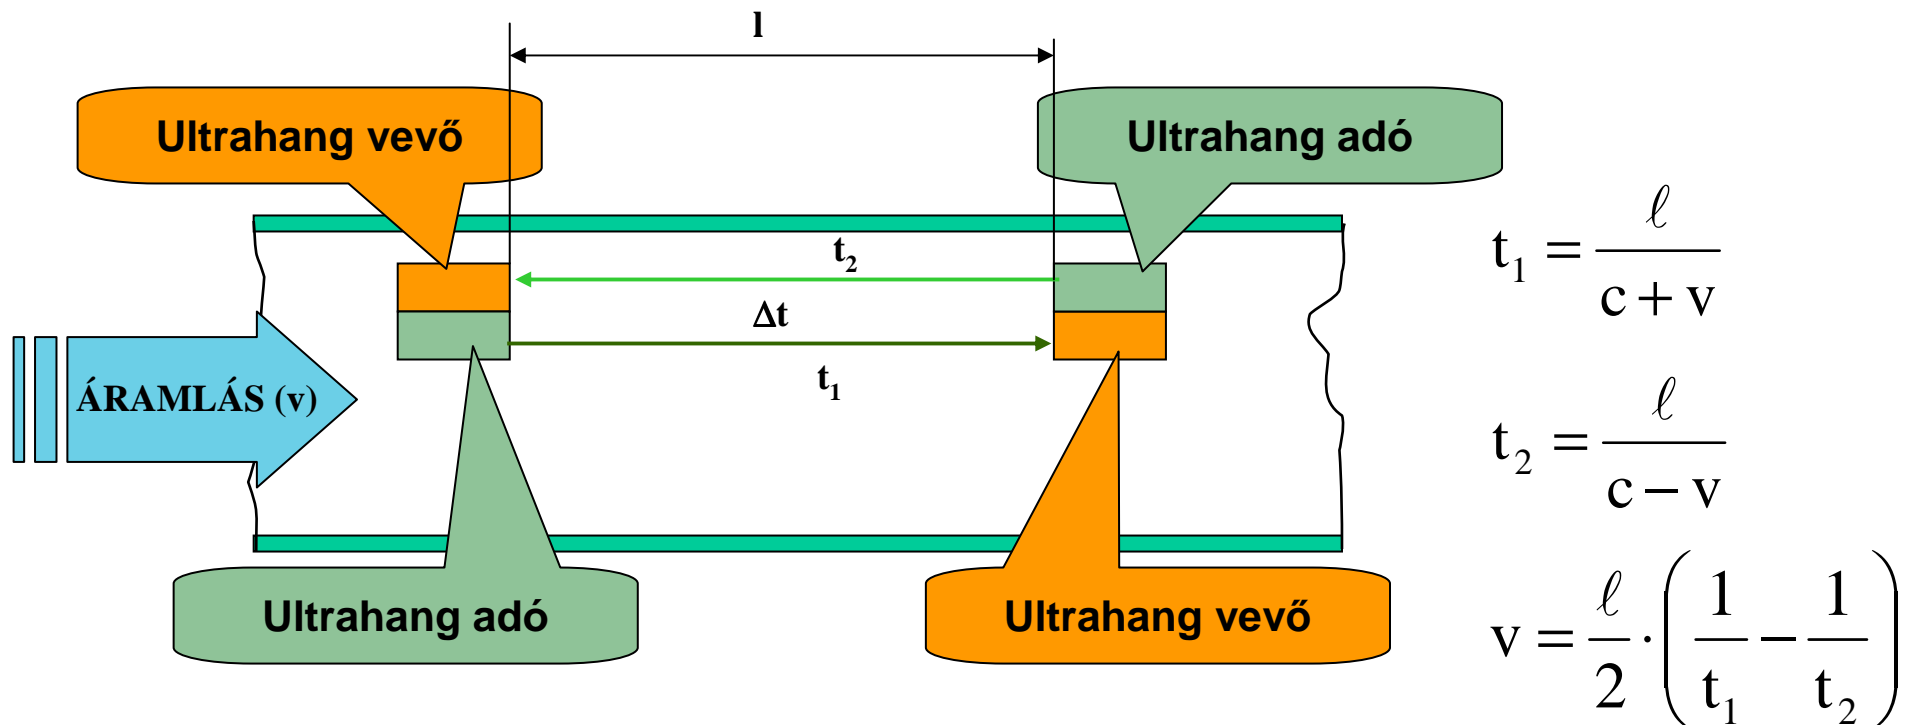 l
Ultrahang vevő
Ultrahang adó
t₂
Δt
t₁
ÁRAMLÁS (v)
Ultrahang adó
Ultrahang vevő
t₁ = ℓ / (c + v)
t₂ = ℓ / (c − v)
v = ℓ/2 · (1/t₁ − 1/t₂)